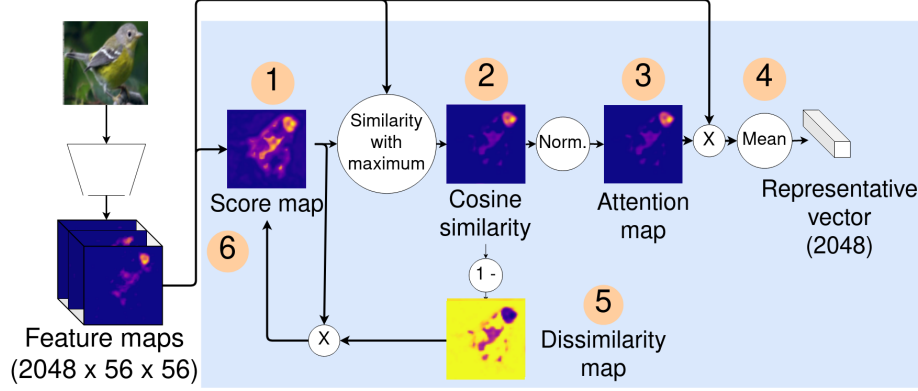 1
2
3
4
Similarity
with
maximum
Norm.
X
Mean
Score map
Cosine
similarity
Attention
map
Representative
vector
(2048)
6
1 -
5
X
Dissimilarity
map
Feature maps
(2048 x 56 x 56)